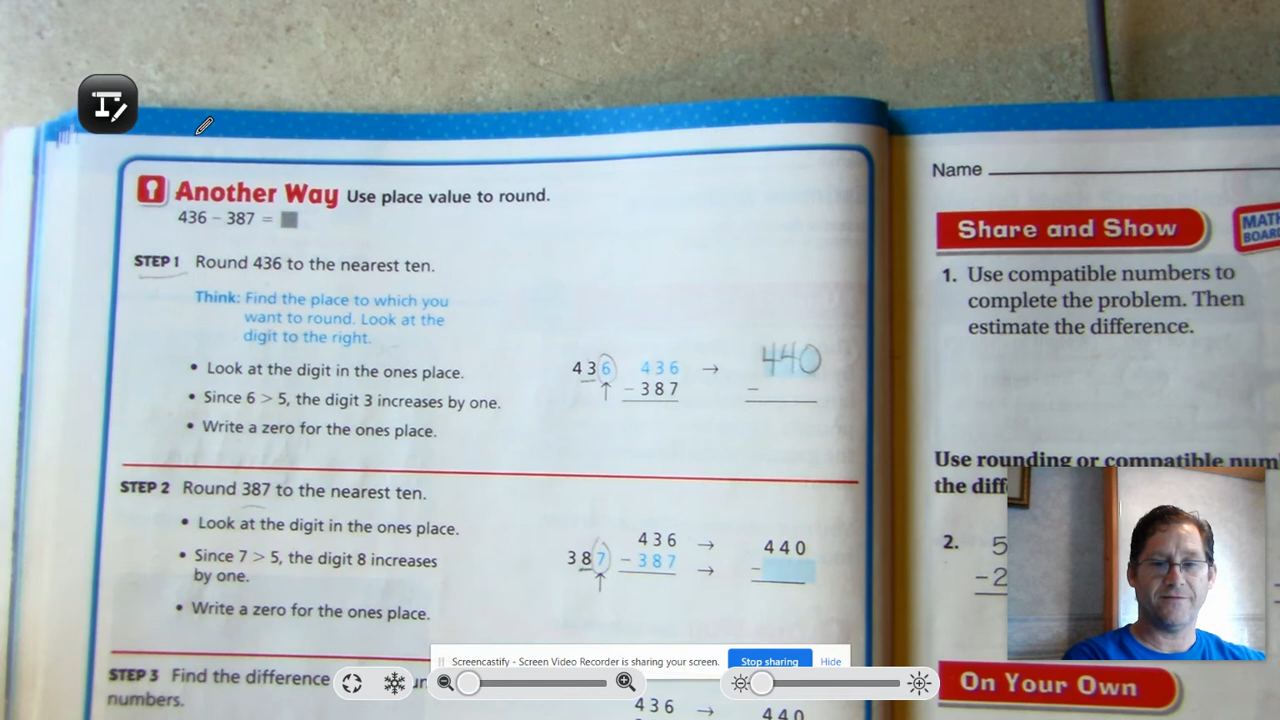 Another Way Use place value to round.
436 − 387 = ■
STEP 1 Round 436 to the nearest ten.
Think: Find the place to which you
want to round. Look at the
digit to the right.
• Look at the digit in the ones place.
• Since 6 > 5, the digit 3 increases by one.
• Write a zero for the ones place.
436 436 → 440
−387 −
STEP 2 Round 387 to the nearest ten.
• Look at the digit in the ones place.
• Since 7 > 5, the digit 8 increases
by one.
• Write a zero for the ones place.
436 → 440
387 −387 → −
STEP 3 Find the difference
numbers.
436 → 440
Name
Share and Show
MATH
BOARD
1. Use compatible numbers to
complete the problem. Then
estimate the difference.
Use rounding or compatible num
the diff
2. 5
−2
On Your Own
Screencastify - Screen Video Recorder is sharing your screen.
Stop sharing
Hide